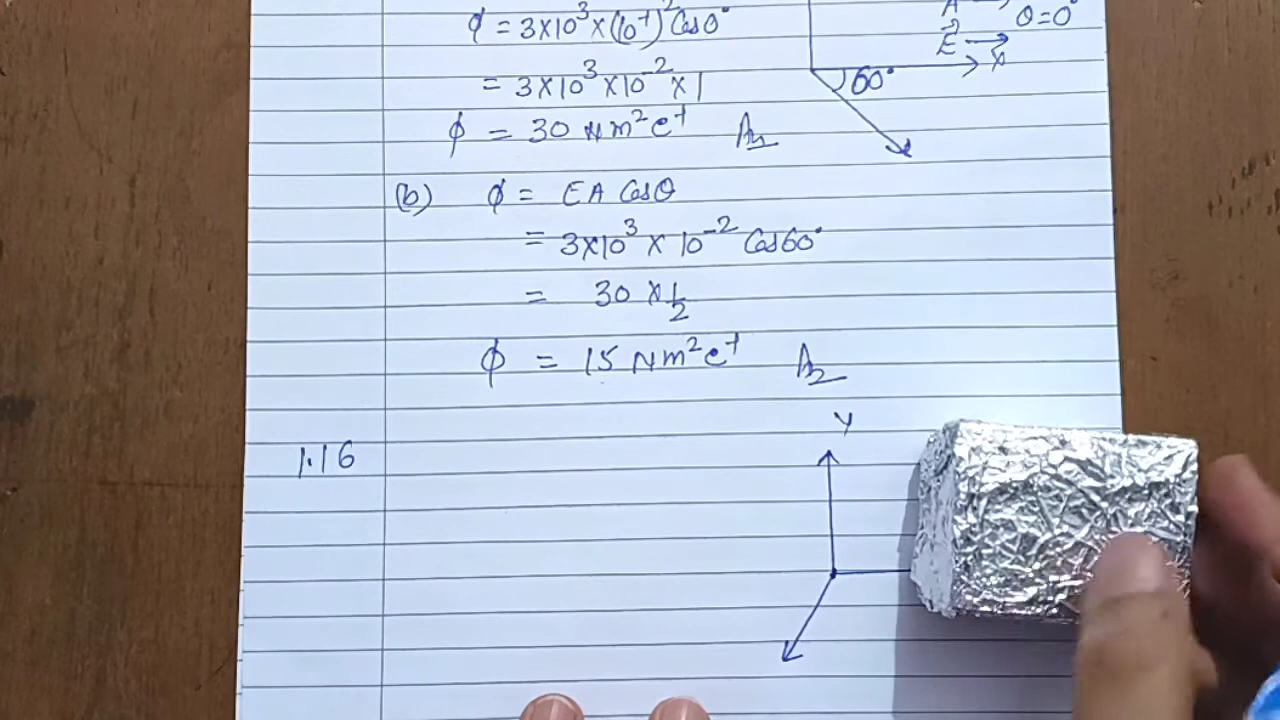 ϕ = 3×10³ × (10⁻¹)² Cos0°
θ=0°
E⃗ → X
= 3×10³×10⁻² × 1
60°
ϕ = 30 Nm²C⁻¹ Ans
(b) ϕ = EA Cosθ
= 3×10³ × 10⁻² Cos60°
= 30 × 1/2
ϕ = 15 Nm²C⁻¹ Ans
Y
1.16